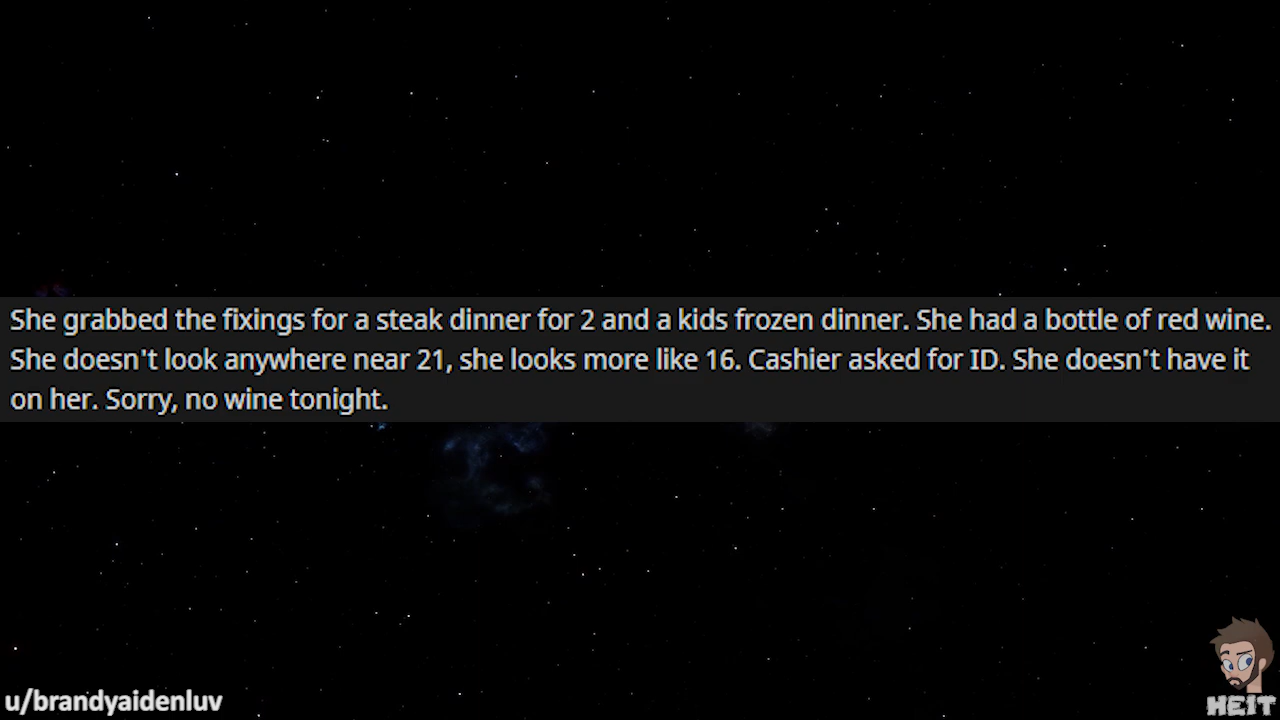 She grabbed the fixings for a steak dinner for 2 and a kids frozen dinner. She had a bottle of red wine.
She doesn't look anywhere near 21, she looks more like 16. Cashier asked for ID. She doesn't have it
on her. Sorry, no wine tonight.
u/brandyaidenluv
HEIT